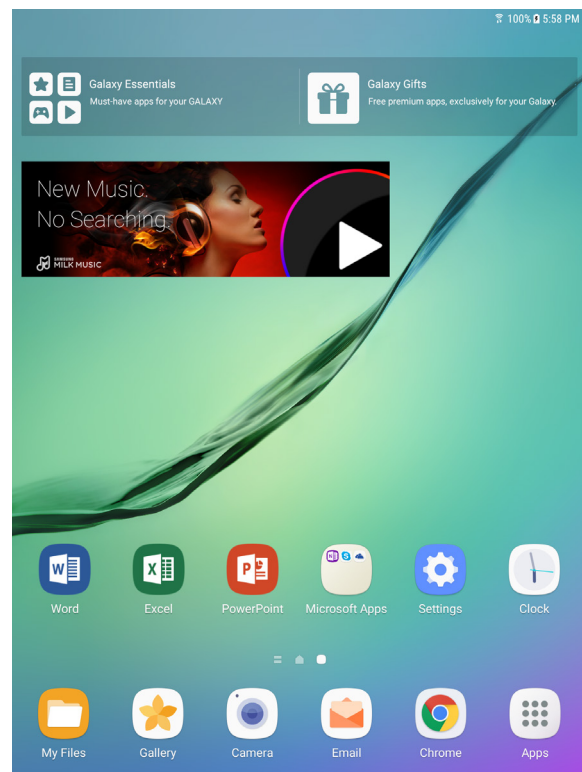 100% 5:58 PM
Galaxy Essentials
Must-have apps for your GALAXY
Galaxy Gifts
Free premium apps, exclusively for your Galaxy.
New Music.
No Searching.
SAMSUNG
MILK MUSIC
Word Excel PowerPoint Microsoft Apps Settings Clock
My Files Gallery Camera Email Chrome Apps